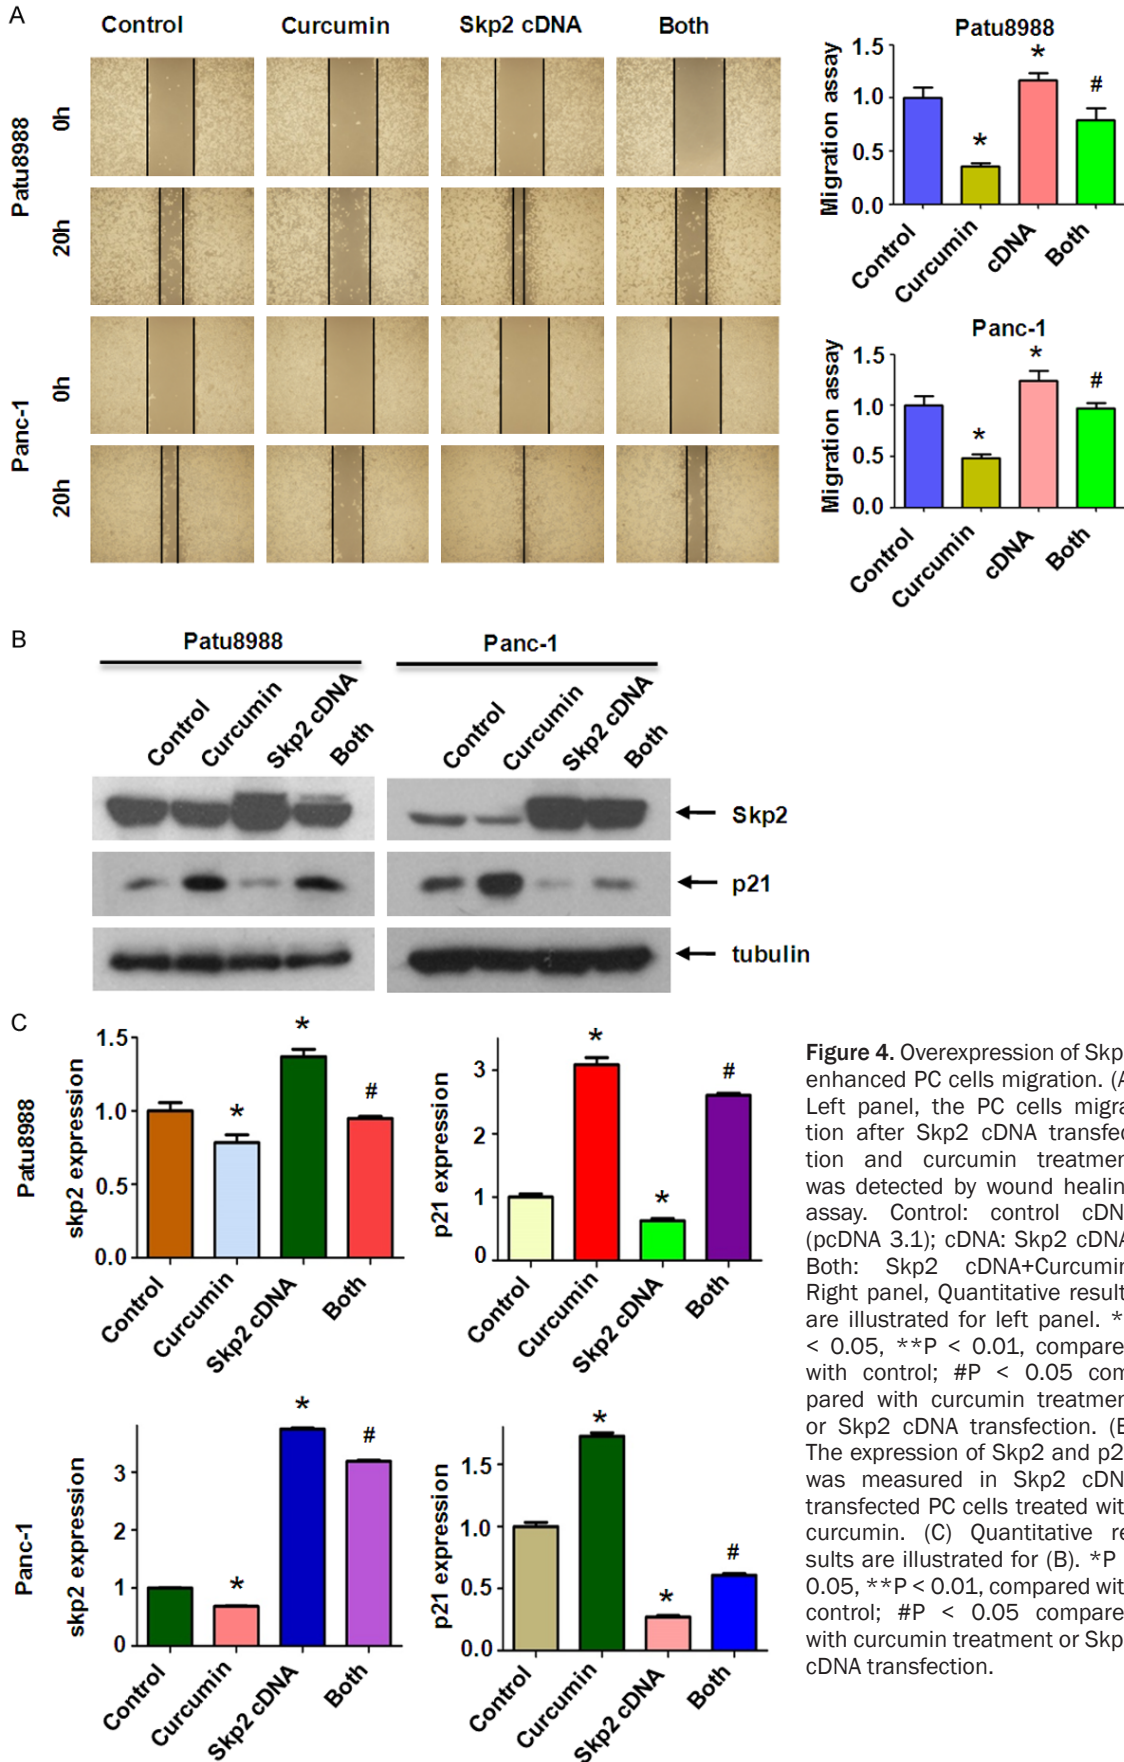 A
Control
Curcumin
Skp2 cDNA
Both
Patu8988
0h
20h
Panc-1
0h
20h
Patu8988
Migration assay
1.5
1.0
0.5
0.0
*
*
#
Control
Curcumin
cDNA
Both
Panc-1
Migration assay
1.5
1.0
0.5
0.0
*
*
#
Control
Curcumin
cDNA
Both
B
Patu8988
Panc-1
Control
Curcumin
Skp2 cDNA
Both
Control
Curcumin
Skp2 cDNA
Both
Skp2
p21
tubulin
C
Patu8988
skp2 expression
1.5
1.0
0.5
0.0
*
*
#
Control
Curcumin
Skp2 cDNA
Both
p21 expression
3
2
1
0
*
*
#
Control
Curcumin
Skp2 cDNA
Both
Panc-1
skp2 expression
3
2
1
0
*
*
#
Control
Curcumin
Skp2 cDNA
Both
p21 expression
1.5
1.0
0.5
0.0
*
*
#
Control
Curcumin
Skp2 cDNA
Both
Figure 4. Overexpression of Skp
enhanced PC cells migration. (A
Left panel, the PC cells migra
tion after Skp2 cDNA transfec
tion and curcumin treatmen
was detected by wound healin
assay. Control: control cDN
(pcDNA 3.1); cDNA: Skp2 cDNA
Both: Skp2 cDNA+Curcumin
Right panel, Quantitative result
are illustrated for left panel. *
< 0.05, **P < 0.01, compare
with control; #P < 0.05 com
pared with curcumin treatmen
or Skp2 cDNA transfection. (B
The expression of Skp2 and p2
was measured in Skp2 cDN
transfected PC cells treated wit
curcumin. (C) Quantitative re
sults are illustrated for (B). *P
0.05, **P < 0.01, compared wit
control; #P < 0.05 compare
with curcumin treatment or Skp
cDNA transfection.